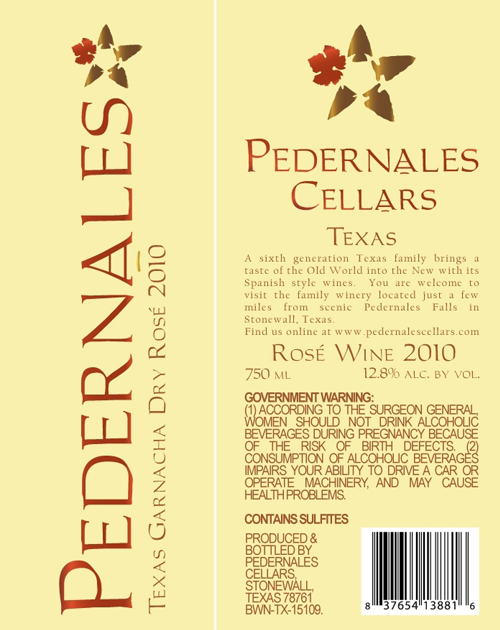 PEDERNALES
TEXAS GARNACHA DRY ROSÉ 2010
PEDERNALES
CELLARS
TEXAS
A sixth generation Texas family brings a
taste of the Old World into the New with its
Spanish style wines. You are welcome to
visit the family winery located just a few
miles from scenic Pedernales Falls in
Stonewall, Texas.
Find us online at www.pedernalescellars.com
ROSÉ WINE 2010
750 ML 12.8% ALC. BY VOL.
GOVERNMENT WARNING:
(1) ACCORDING TO THE SURGEON GENERAL,
WOMEN SHOULD NOT DRINK ALCOHOLIC
BEVERAGES DURING PREGNANCY BECAUSE
OF THE RISK OF BIRTH DEFECTS. (2)
CONSUMPTION OF ALCOHOLIC BEVERAGES
IMPAIRS YOUR ABILITY TO DRIVE A CAR OR
OPERATE MACHINERY, AND MAY CAUSE
HEALTH PROBLEMS.
CONTAINS SULFITES
PRODUCED &
BOTTLED BY
PEDERNALES
CELLARS,
STONEWALL,
TEXAS 78761
BWN-TX-15109.
8 37654 13881 6